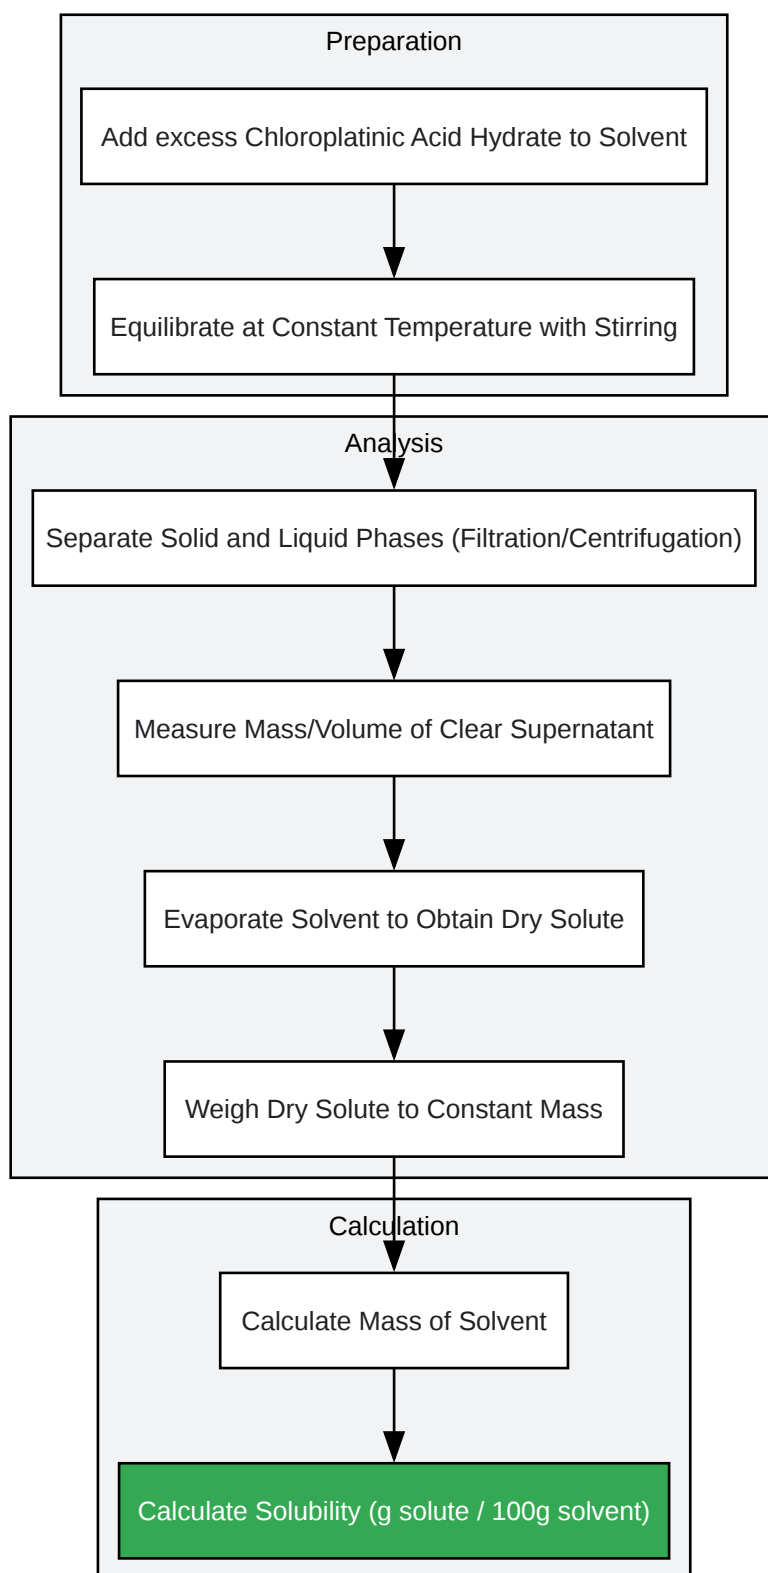 Preparation
Add excess Chloroplatinic Acid Hydrate to Solvent
Equilibrate at Constant Temperature with Stirring
Analysis
Separate Solid and Liquid Phases (Filtration/Centrifugation)
Measure Mass/Volume of Clear Supernatant
Evaporate Solvent to Obtain Dry Solute
Weigh Dry Solute to Constant Mass
Calculation
Calculate Mass of Solvent
Calculate Solubility (g solute / 100g solvent)